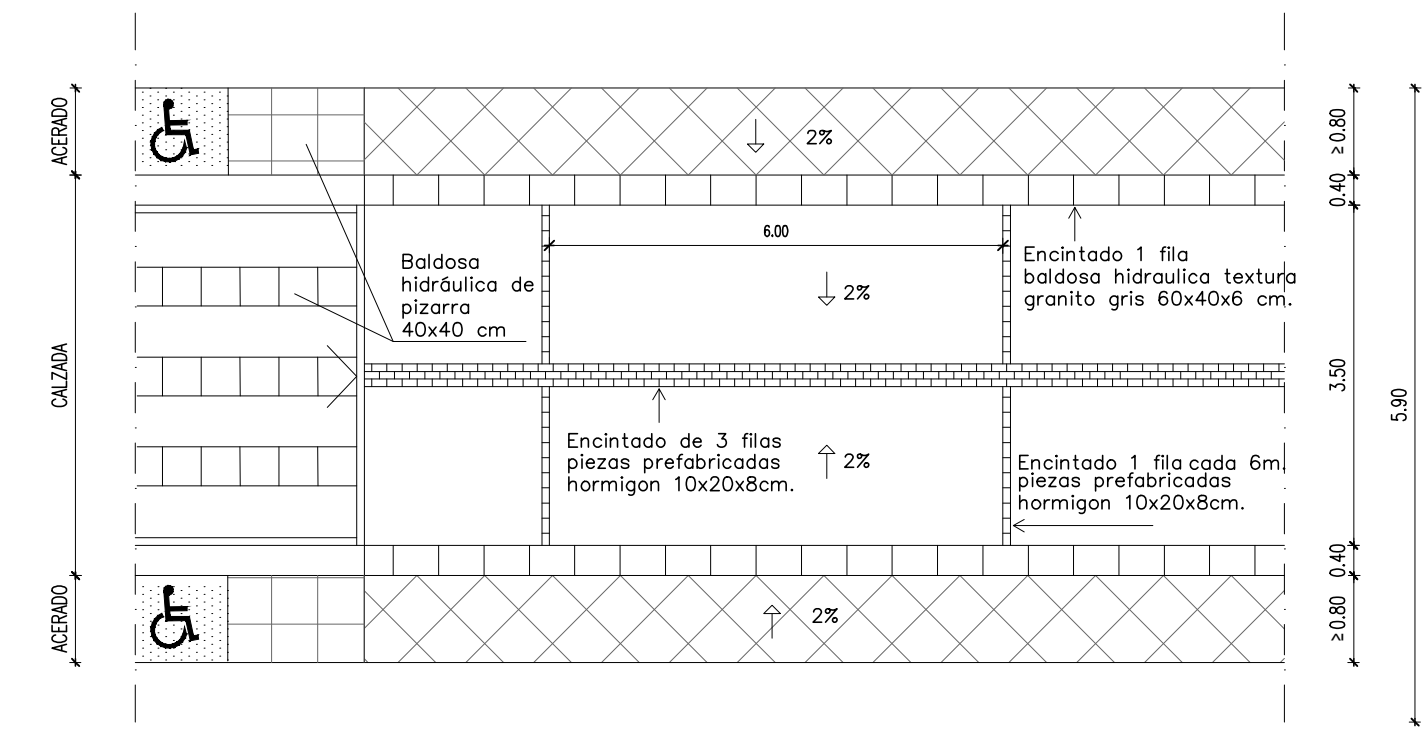 ACERADO
2%
≥0.80
0.40
6.00
Baldosa
hidráulica de
pizarra
40x40 cm
2%
Encintado 1 fila
baldosa hidraulica textura
granito gris 60x40x6 cm.
CALZADA
3.50
5.90
Encintado de 3 filas
piezas prefabricadas
hormigon 10x20x8cm.
2%
Encintado 1 fila cada 6m.
piezas prefabricadas
hormigon 10x20x8cm.
0.40
ACERADO
2%
≥0.80